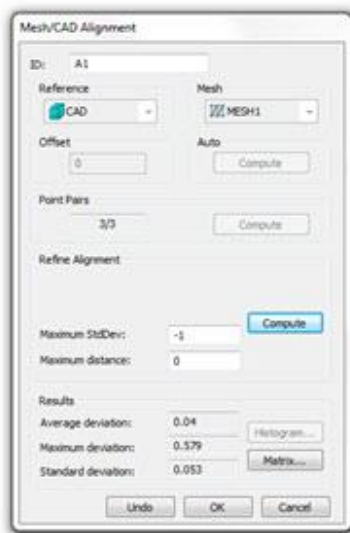 Mesh/CAD Alignment
ID: A1
Reference Mesh
CAD MESH1
Offset Auto
0 Compute
Point Pairs
3/3 Compute
Refine Alignment
Compute
Maximum StdDev: -1
Maximum distance: 0
Results
Average deviation: 0.04
Histogram...
Maximum deviation: 0.579
Matrix...
Standard deviation: 0.053
Undo OK Cancel